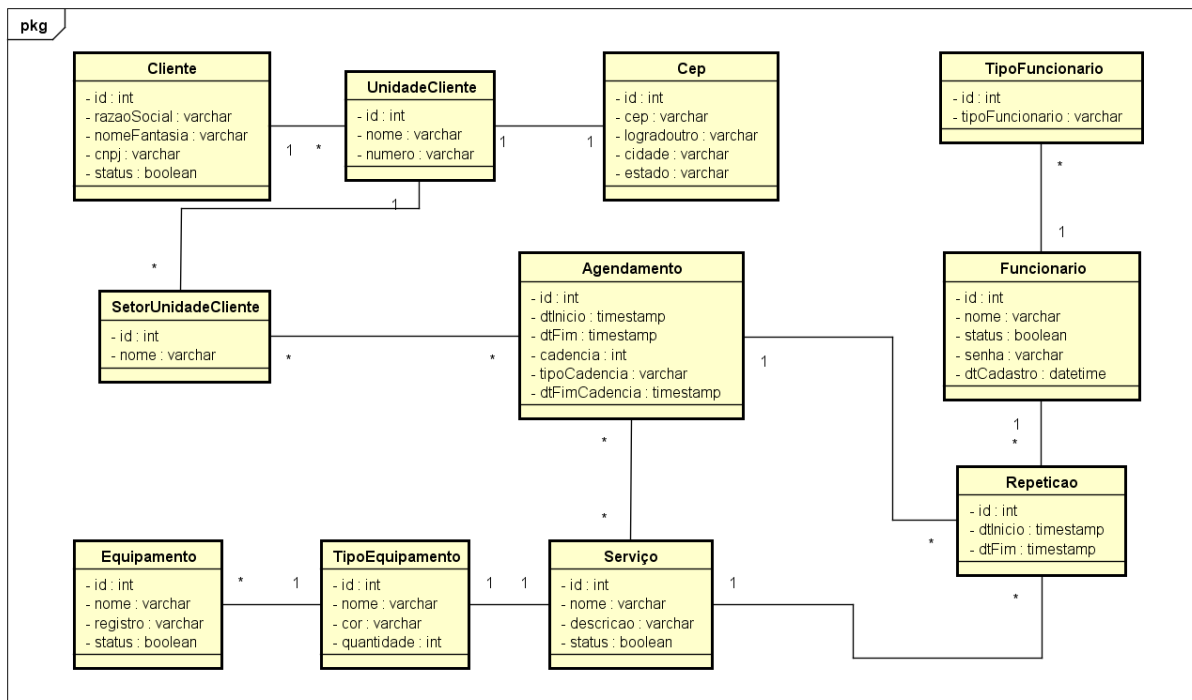 pkg
Cliente
- id : int
- razaoSocial : varchar
- nomeFantasia : varchar
- cnpj : varchar
- status : boolean
UnidadeCliente
- id : int
- nome : varchar
- numero : varchar
Cep
- id : int
- cep : varchar
- logradoutro : varchar
- cidade : varchar
- estado : varchar
TipoFuncionario
- id : int
- tipoFuncionario : varchar
1
*
1
1
1
*
*
1
SetorUnidadeCliente
- id : int
- nome : varchar
Agendamento
- id : int
- dtInicio : timestamp
- dtFim : timestamp
- cadencia : int
- tipoCadencia : varchar
- dtFimCadencia : timestamp
Funcionário
- id : int
- nome : varchar
- status : boolean
- senha : varchar
- dtCadastro : datetime
*
*
1
1
*
*
*
Repeticao
- id : int
- dtInicio : timestamp
- dtFim : timestamp
*
*
Equipamento
- id : int
- nome : varchar
- registro : varchar
- status : boolean
TipoEquipamento
- id : int
- nome : varchar
- cor : varchar
- quantidade : int
Serviço
- id : int
- nome : varchar
- descricao : varchar
- status : boolean
*
1
1
1
1